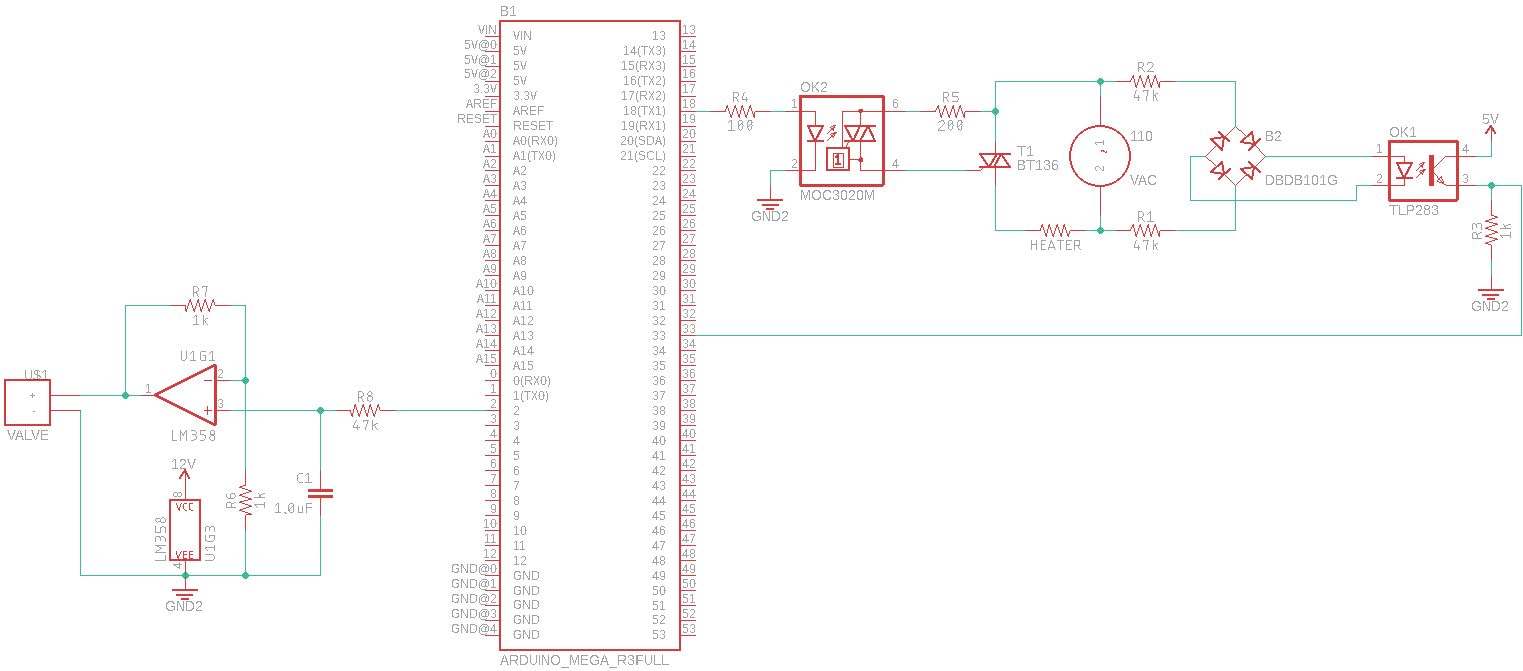 B1
VIN
5V@0
5V@1
5V@2
3.3V
AREF
RESET
A0
A1
A2
A3
A4
A5
A6
A7
A8
A9
A10
A11
A12
A13
A14
A15
0
1
2
3
4
5
6
7
8
9
10
11
12
GND@0
GND@1
GND@2
GND@3
GND@4
VIN
5V
5V
5V
3.3V
AREF
RESET
A0(RX0)
A1(TX0)
A2
A3
A4
A5
A6
A7
A8
A9
A10
A11
A12
A13
A14
A15
0(RX0)
1(TX0)
2
3
4
5
6
7
8
9
10
11
12
GND
GND
GND
GND
GND
13
14(TX3)
15(RX3)
16(TX2)
17(RX2)
18(TX1)
19(RX1)
20(SDA)
21(SCL)
22
23
24
25
26
27
28
29
30
31
32
33
34
35
36
37
38
39
40
41
42
43
44
45
46
47
48
49
50
51
52
53
13
14
15
16
17
18
19
20
21
22
23
24
25
26
27
28
29
30
31
32
33
34
35
36
37
38
39
40
41
42
43
44
45
46
47
48
49
50
51
52
53
ARDUINO_MEGA_R3FULL
R4
100
OK2
1
2
6
4
1
MOC3020M
GND2
R5
200
T1
BT136
HEATER
110
1
2
VAC
R2
47k
R1
47k
B2
DBDB101G
OK1
1
2
4
3
TLP283
5V
R3
1k
GND2
R7
1k
U1G1
1
2
3
-
+
LM358
U$1
+
-
VALVE
R8
47k
12V
8
VCC
VEE
4
LM358
U1G3
GND2
R6
1k
C1
1.0uF